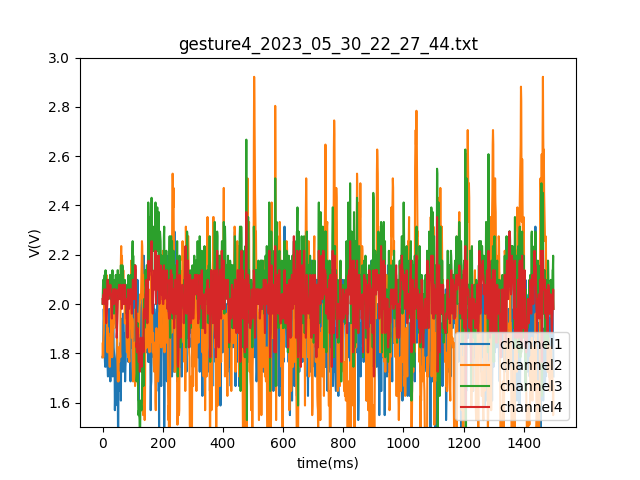 gesture4_2023_05_30_22_27_44.txt
3.0
2.8
2.6
2.4
2.2
2.0
1.8
1.6
V(V)
channel1
channel2
channel3
channel4
0 200 400 600 800 1000 1200 1400
time(ms)